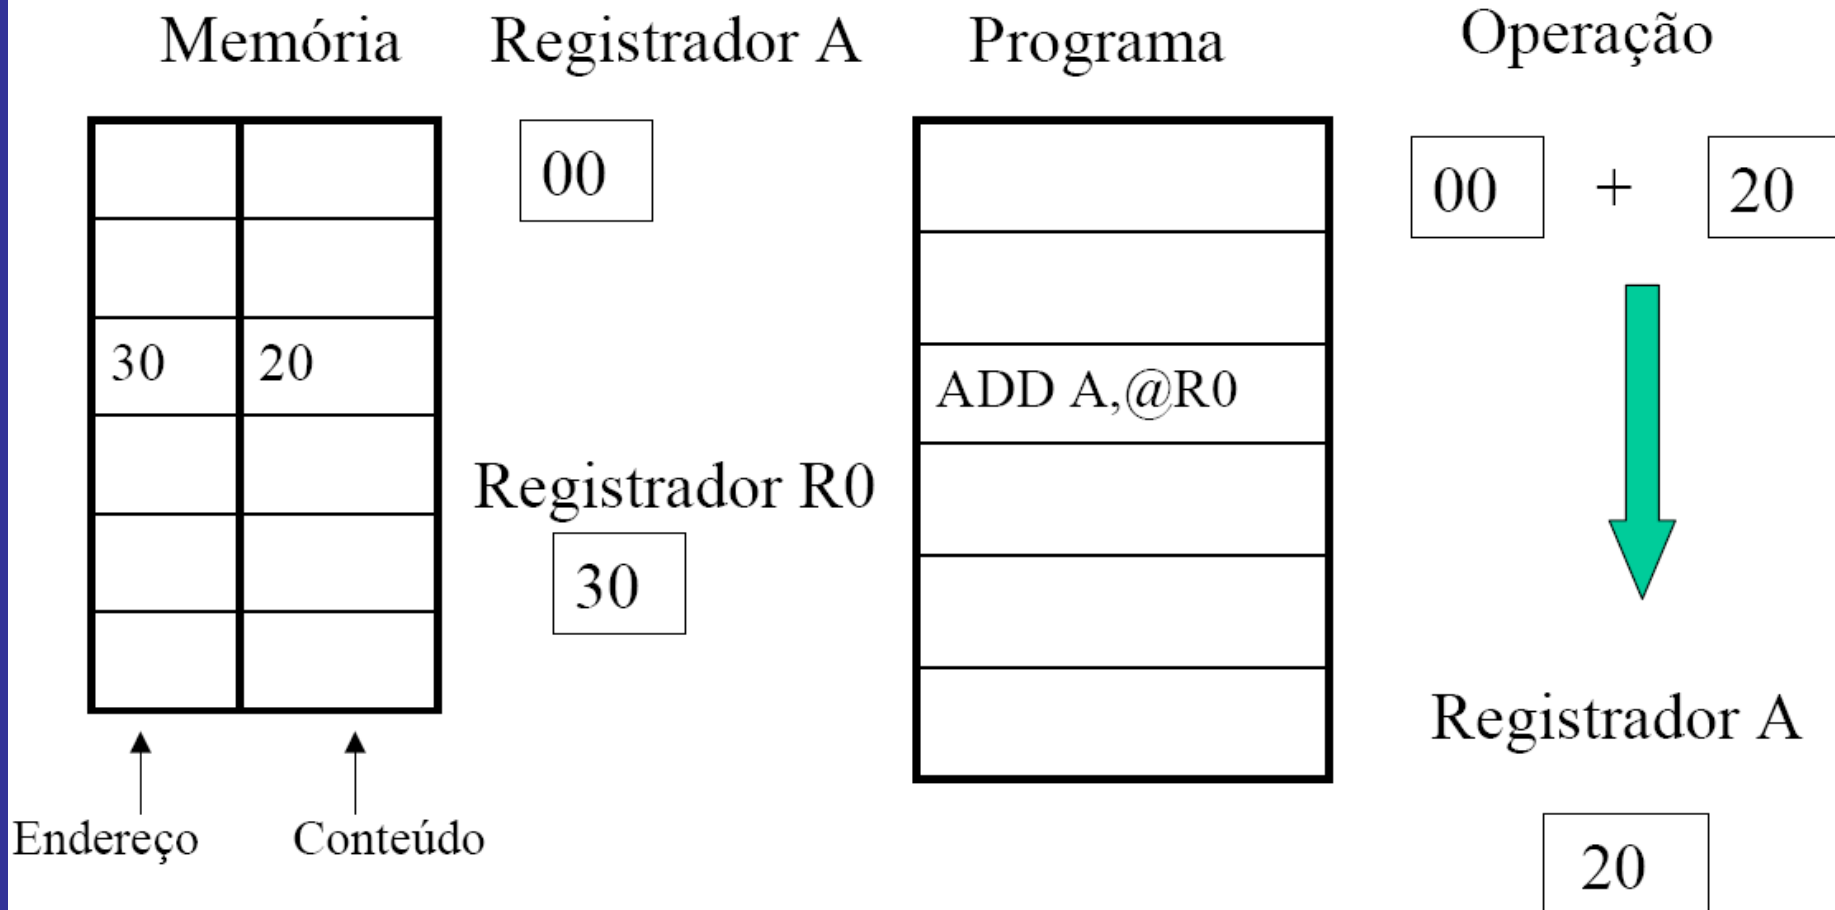 Memória Registrador A Programa Operação
00
00 + 20
30 20
ADD A,@R0
Registrador R0
30
Registrador A
Endereço Conteúdo
20